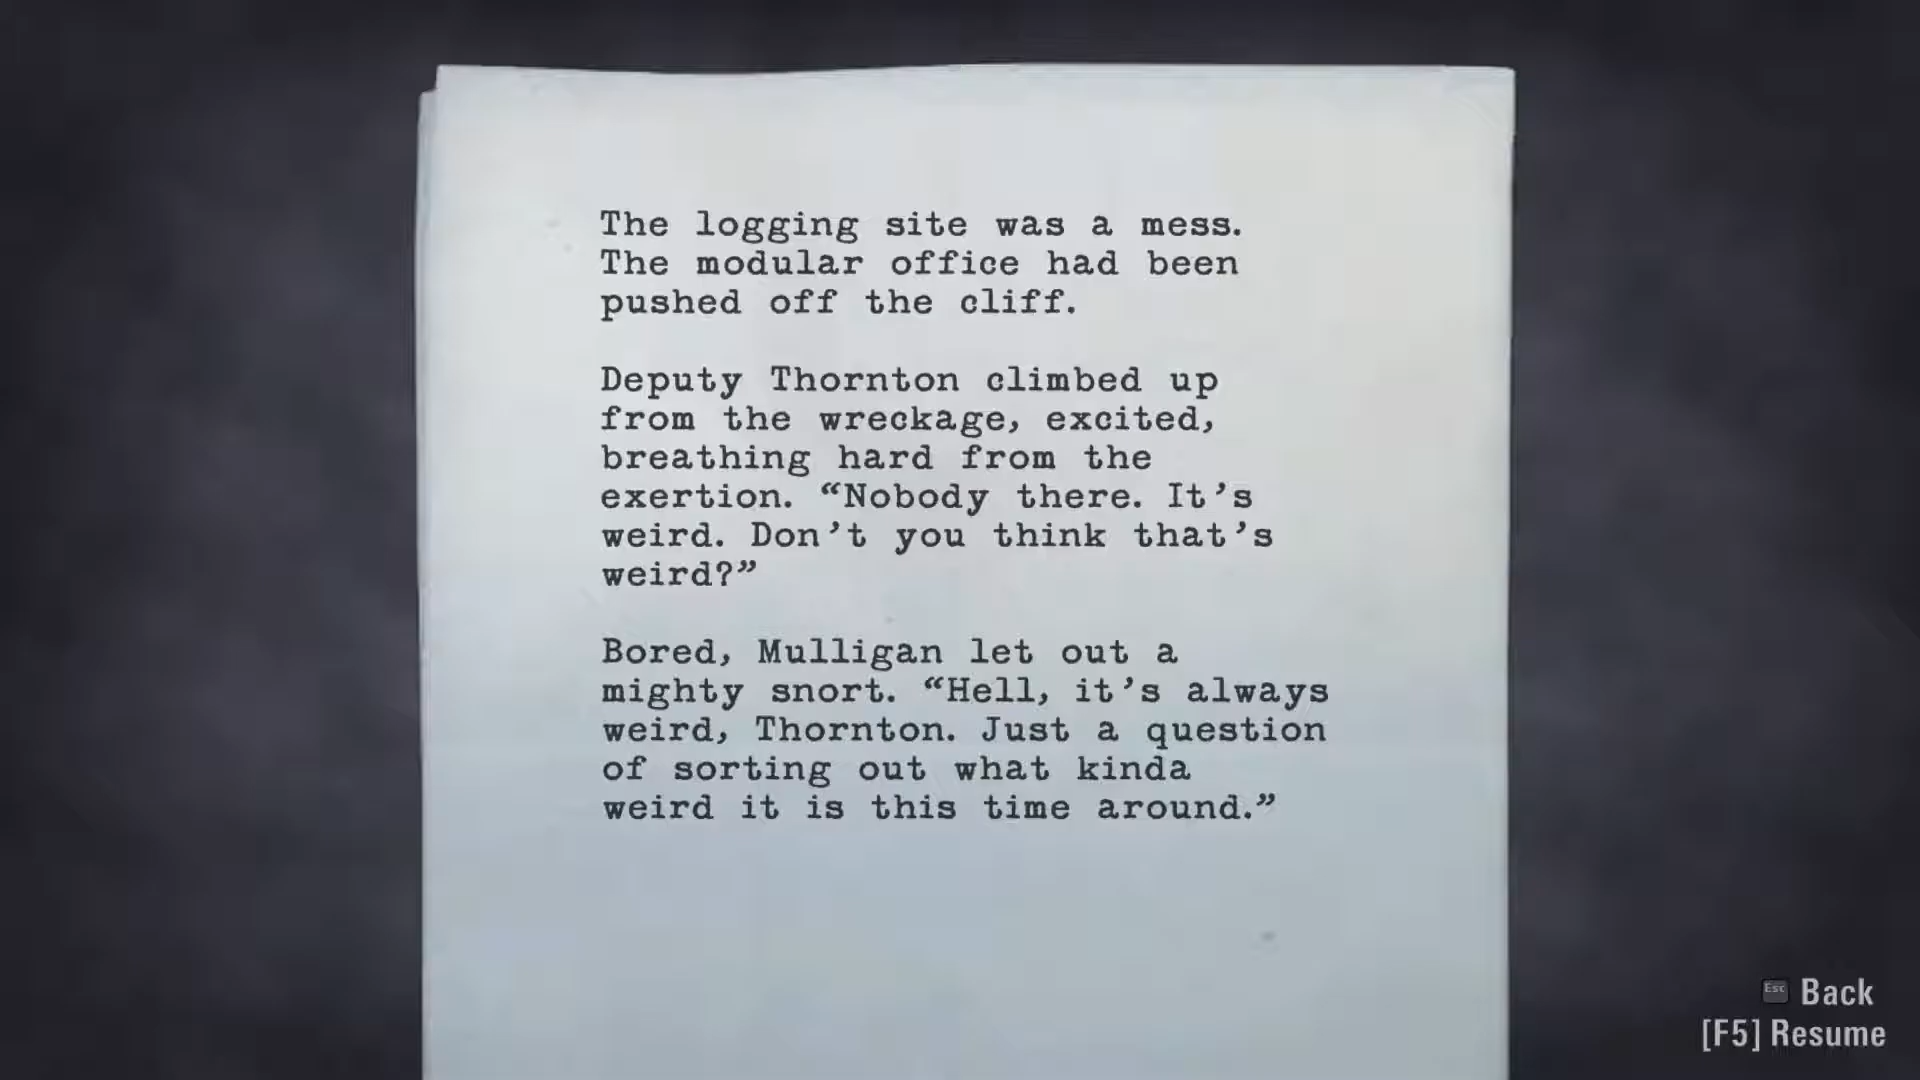 The logging site was a mess.
The modular office had been
pushed off the cliff.
Deputy Thornton climbed up
from the wreckage, excited,
breathing hard from the
exertion. “Nobody there. It’s
weird. Don’t you think that’s
weird?”
Bored, Mulligan let out a
mighty snort. “Hell, it’s always
weird, Thornton. Just a question
of sorting out what kinda
weird it is this time around.”
Esc Back
[F5] Resume